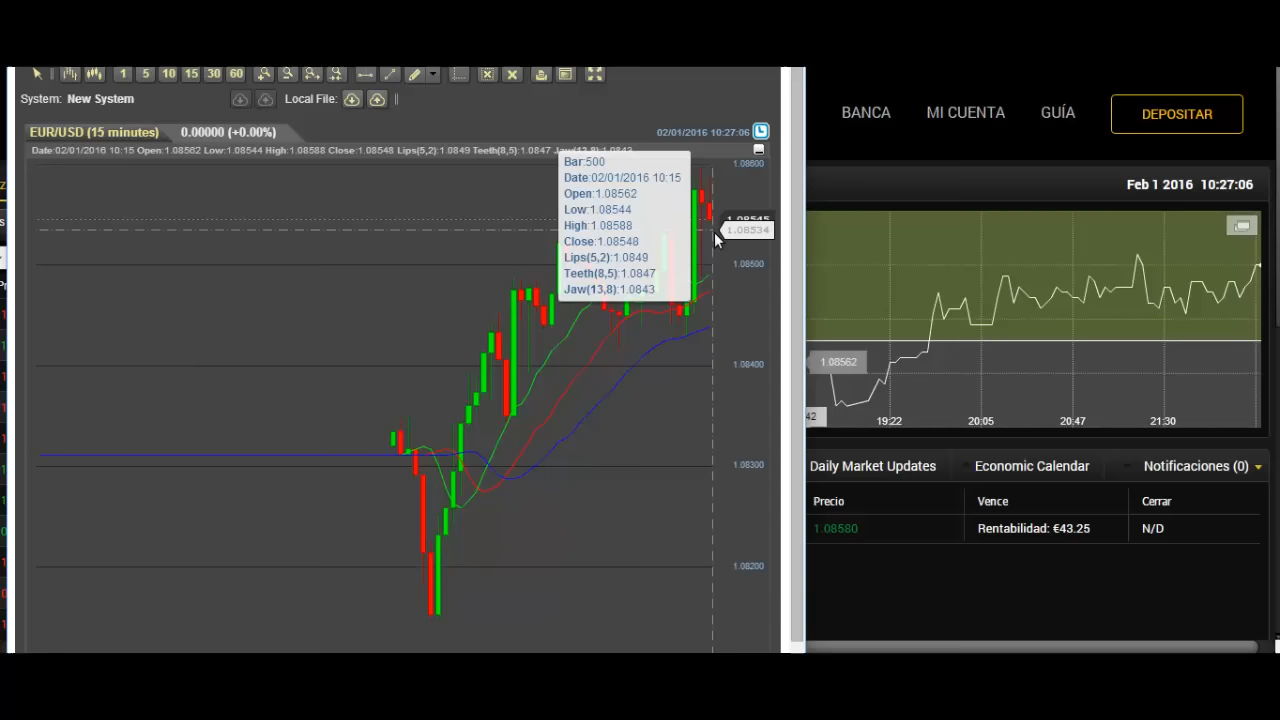 BANCA MI CUENTA GUÍA DEPOSITAR
1 5 10 15 30 60
System: New System Local File:
EUR/USD (15 minutes) 0.00000 (+0.00%) 02/01/2016 10:27:06
Date:02/01/2016 10:15 Open:1.08562 Low:1.08544 High:1.08588 Close:1.08548 Lips(5,2):1.0849 Teeth(8,5):1.0847 Jaw(13,8):1.0843
Bar:500
Date:02/01/2016 10:15
Open:1.08562
Low:1.08544
High:1.08588
Close:1.08548
Lips(5,2):1.0849
Teeth(8,5):1.0847
Jaw(13,8):1.0843
1.08600
1.08545
1.08534
1.08500
1.08400
1.08300
1.08200
Feb 1 2016 10:27:06
1.08562
42
19:22 20:05 20:47 21:30
Daily Market Updates Economic Calendar Notificaciones (0)
Precio Vence Cerrar
1.08580 Rentabilidad: €43.25 N/D